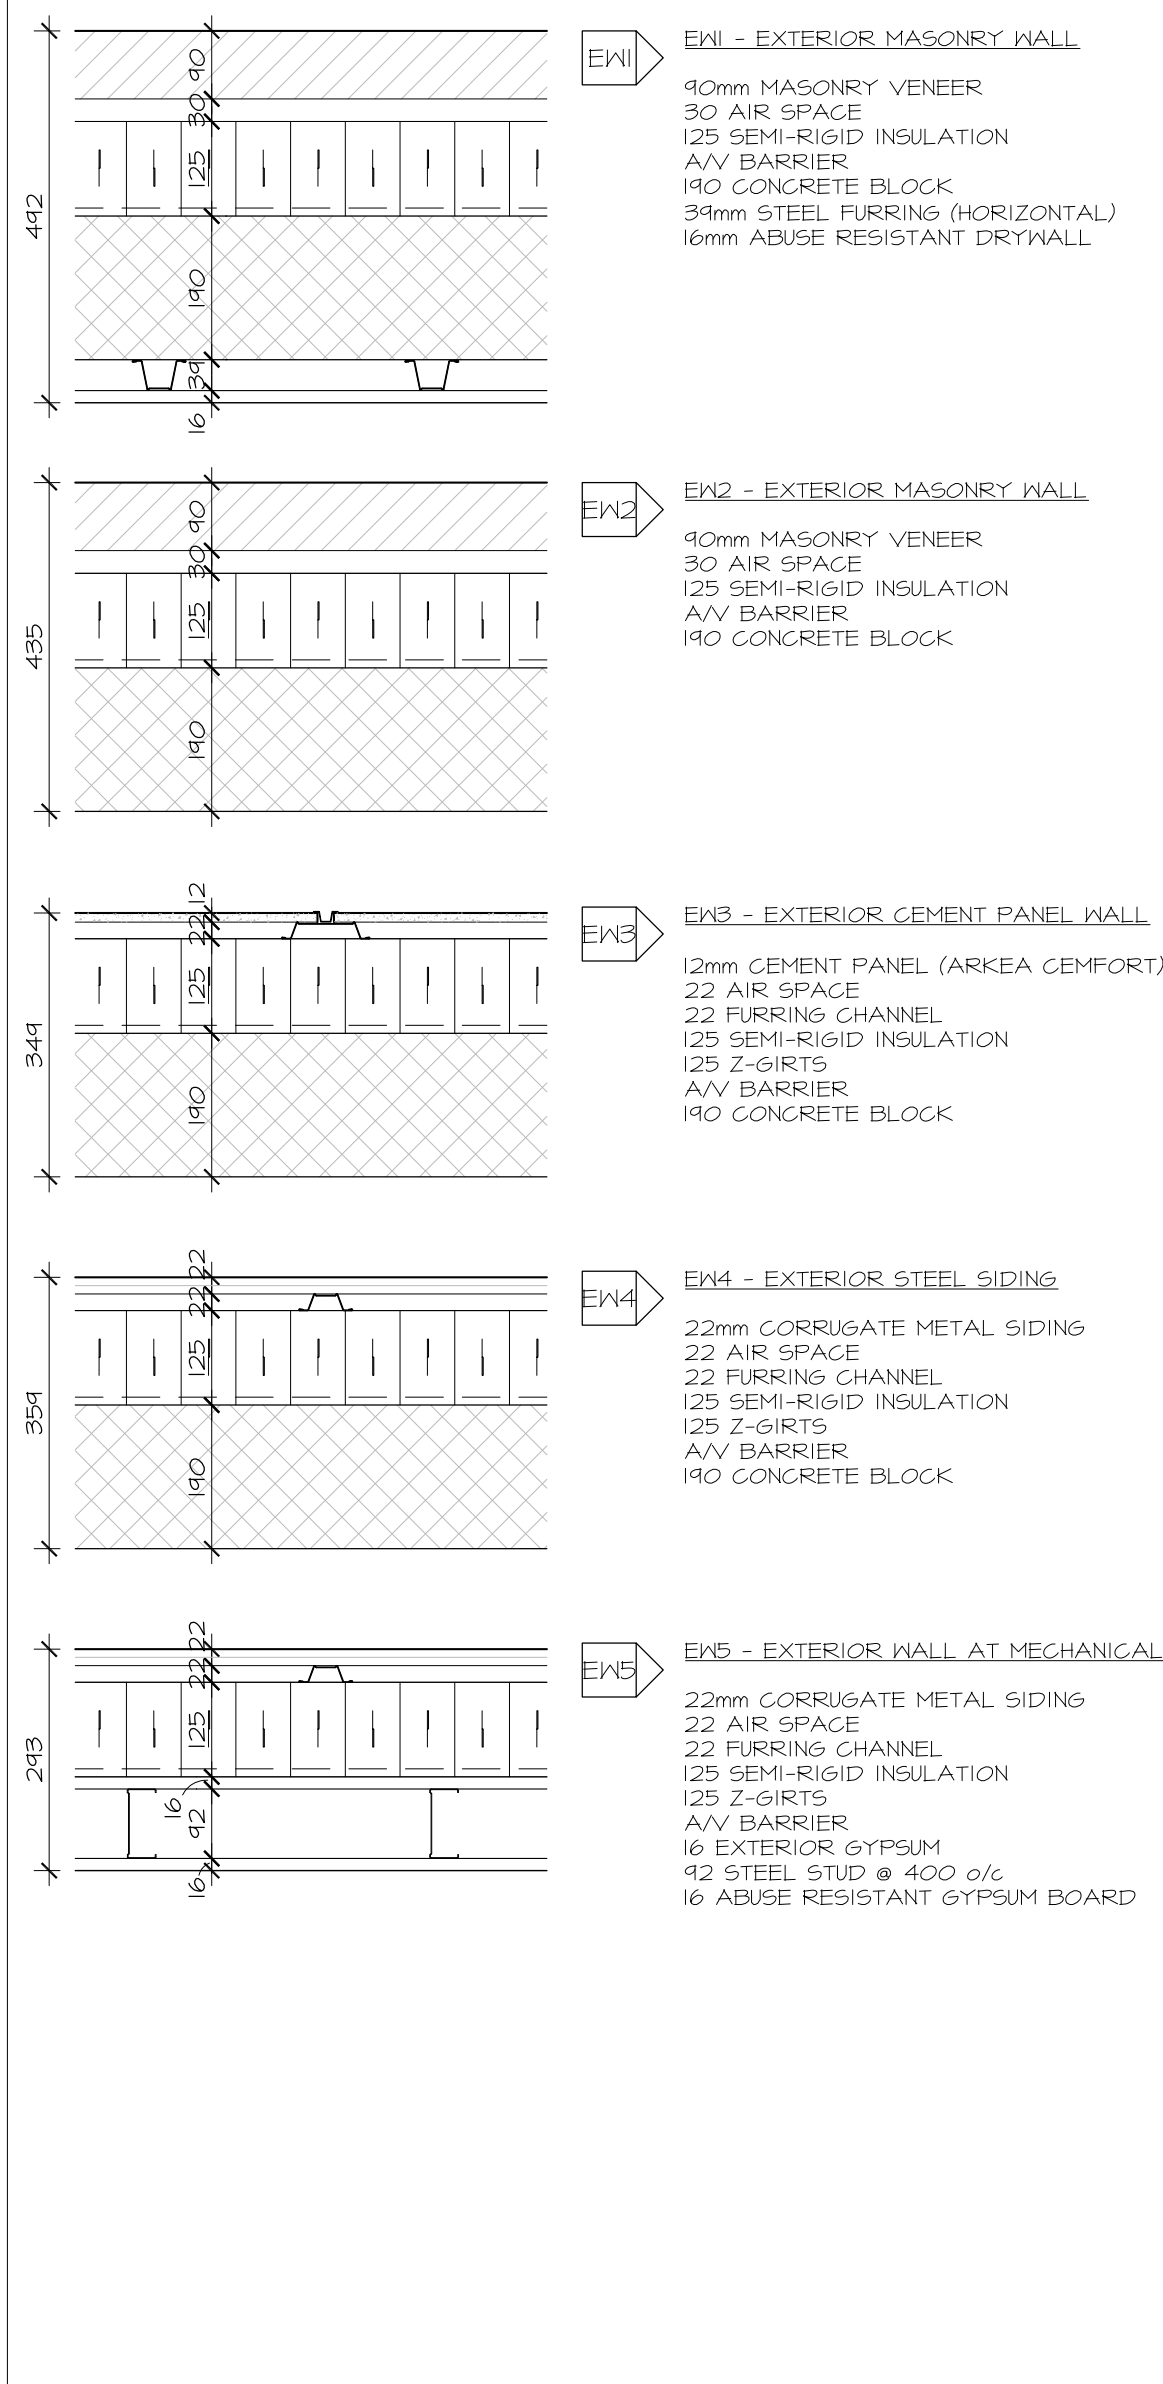 492
90
30
125
190
39
16
EW1
EW1 - EXTERIOR MASONRY WALL
90mm MASONRY VENEER
30 AIR SPACE
125 SEMI-RIGID INSULATION
A/V BARRIER
190 CONCRETE BLOCK
39mm STEEL FURRING (HORIZONTAL)
16mm ABUSE RESISTANT DRYWALL
435
90
30
125
190
EW2
EW2 - EXTERIOR MASONRY WALL
90mm MASONRY VENEER
30 AIR SPACE
125 SEMI-RIGID INSULATION
A/V BARRIER
190 CONCRETE BLOCK
349
12
22
125
190
EW3
EW3 - EXTERIOR CEMENT PANEL WALL
12mm CEMENT PANEL (ARKEA CEMFORT)
22 AIR SPACE
22 FURRING CHANNEL
125 SEMI-RIGID INSULATION
125 Z-GIRTS
A/V BARRIER
190 CONCRETE BLOCK
359
22
22
125
190
EW4
EW4 - EXTERIOR STEEL SIDING
22mm CORRUGATE METAL SIDING
22 AIR SPACE
22 FURRING CHANNEL
125 SEMI-RIGID INSULATION
125 Z-GIRTS
A/V BARRIER
190 CONCRETE BLOCK
293
22
22
125
16
92
16
EW5
EW5 - EXTERIOR WALL AT MECHANICAL
22mm CORRUGATE METAL SIDING
22 AIR SPACE
22 FURRING CHANNEL
125 SEMI-RIGID INSULATION
125 Z-GIRTS
A/V BARRIER
16 EXTERIOR GYPSUM
92 STEEL STUD @ 400 o/c
16 ABUSE RESISTANT GYPSUM BOARD